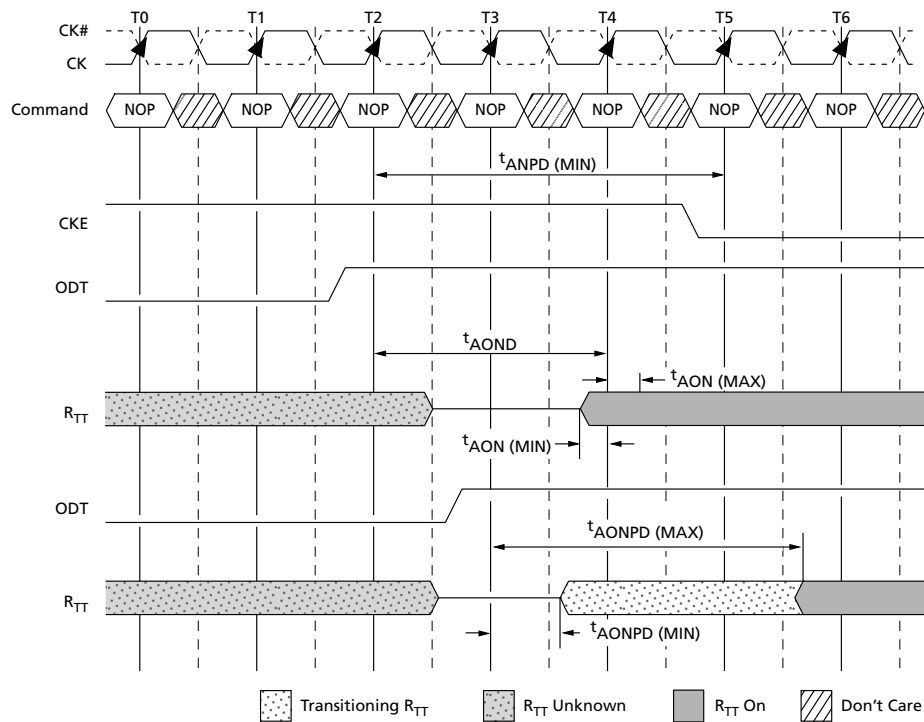 T0 T1 T2 T3 T4 T5 T6
CK#
CK
Command NOP NOP NOP NOP NOP NOP NOP
tANPD (MIN)
CKE
ODT
tAOND
tAON (MAX)
RTT
tAON (MIN)
ODT
tAONPD (MAX)
RTT
tAONPD (MIN)
Transitioning RTT RTT Unknown RTT On Don't Care